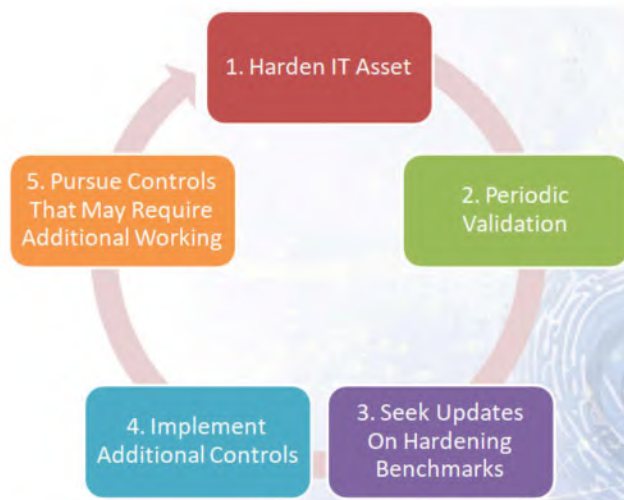 1. Harden IT Asset
2. Periodic
Validation
3. Seek Updates
On Hardening
Benchmarks
4. Implement
Additional Controls
5. Pursue Controls
That May Require
Additional Working